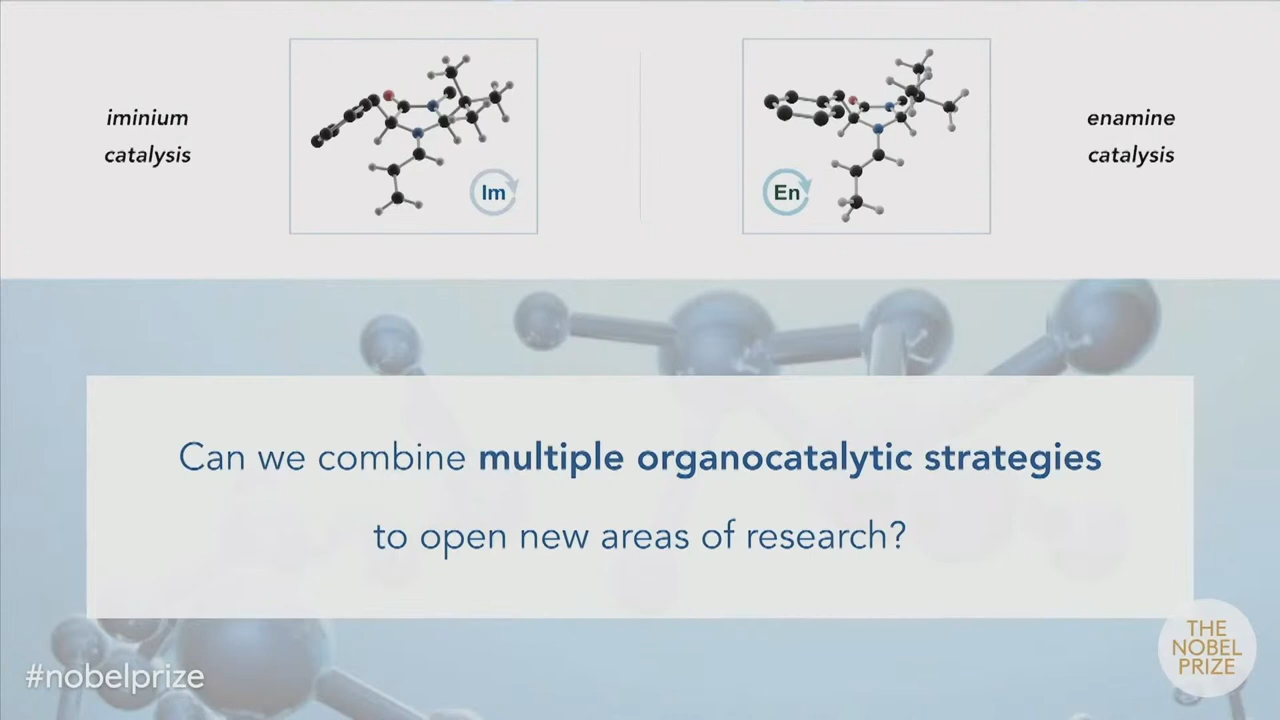 iminium
catalysis
Im
En
enamine
catalysis
Can we combine multiple organocatalytic strategies
to open new areas of research?
#nobelprize
THE
NOBEL
PRIZE